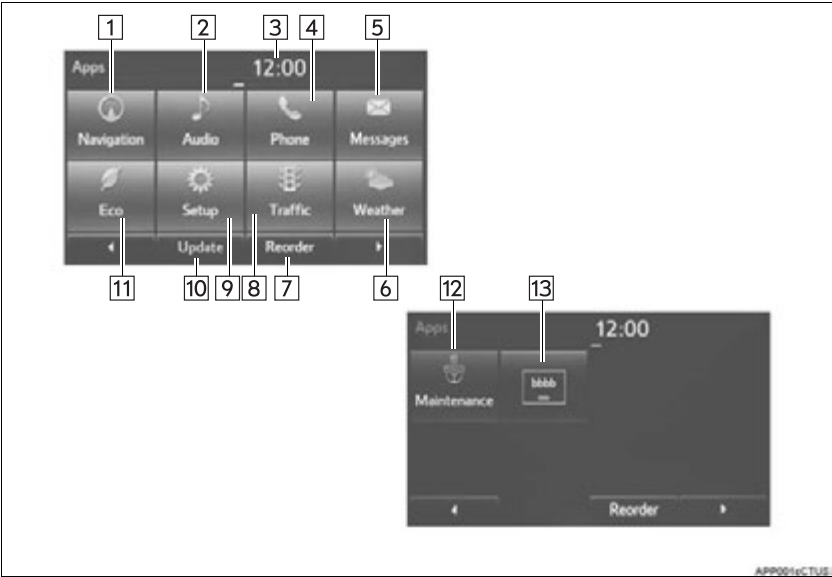 1 2 3 4 5
Apps 12:00
Navigation Audio Phone Messages
Eco Setup Traffic Weather
Update Reorder
11 10 9 8 7 6
12 13
Apps 12:00
bbbb
Maintenance
Reorder
APP001cCTUS